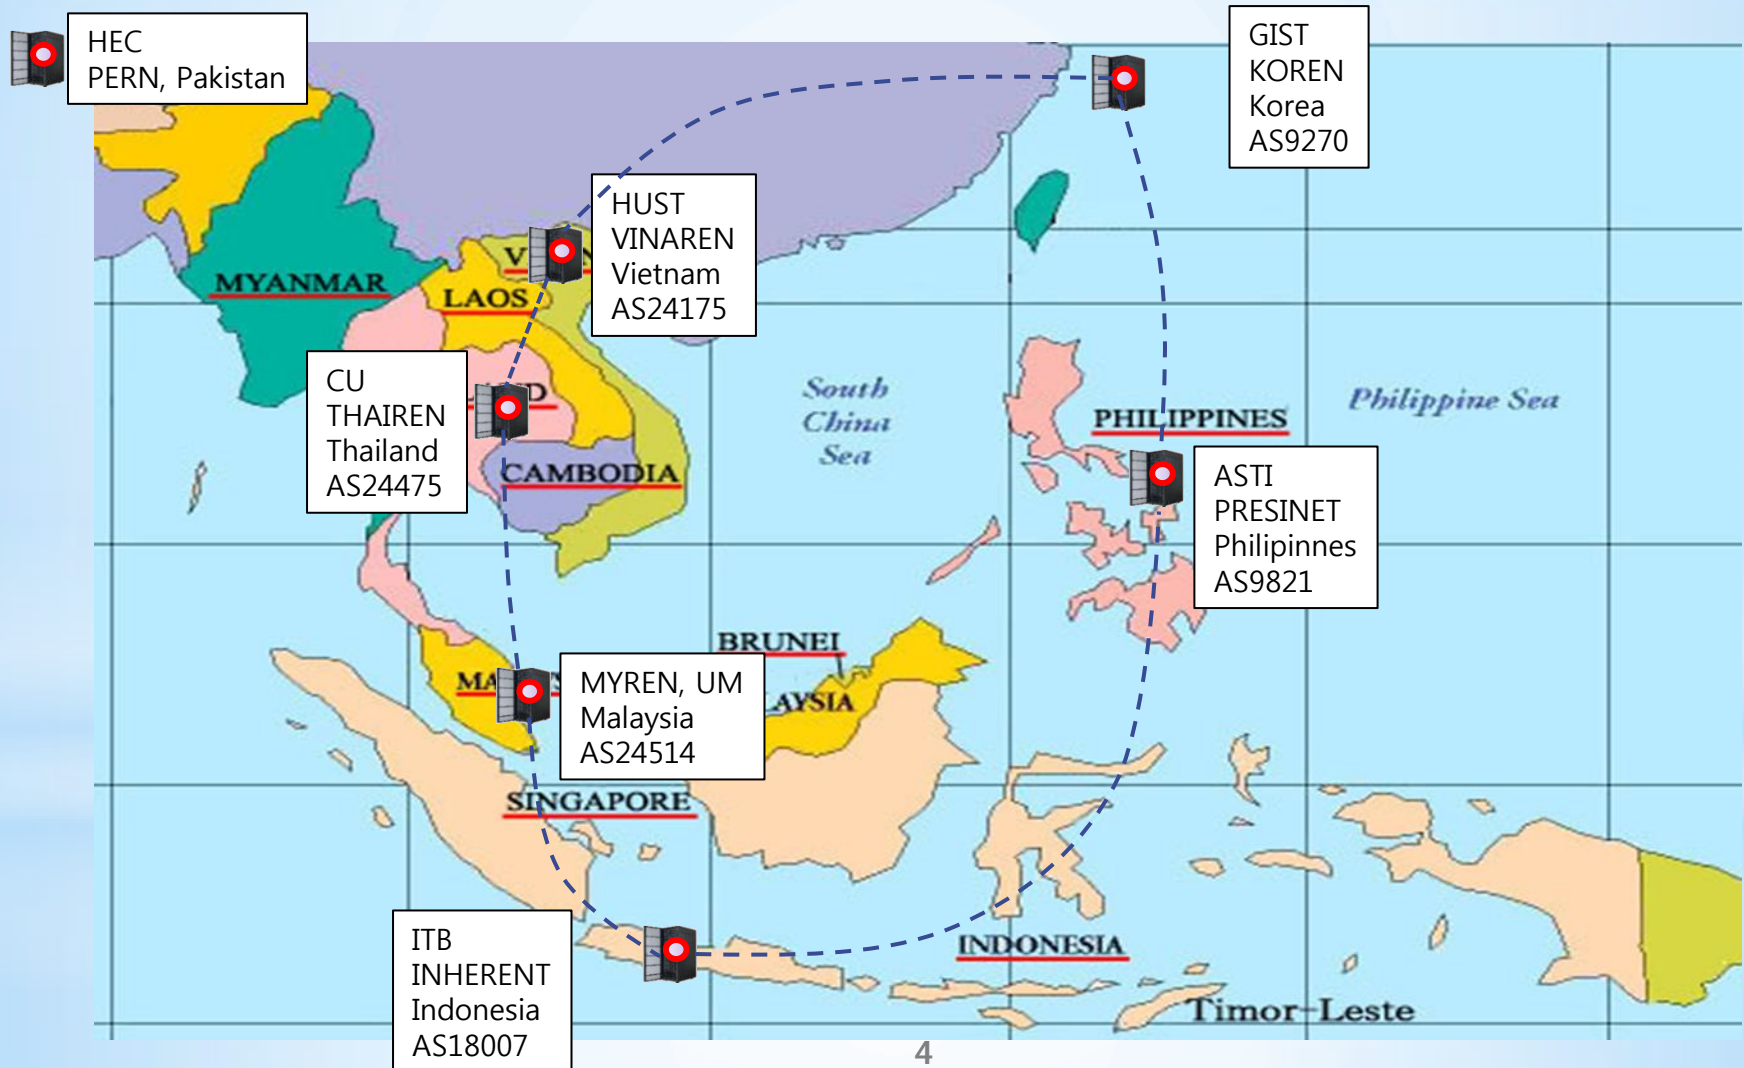 HEC
PERN, Pakistan
GIST
KOREN
Korea
AS9270
HUST
VINAREN
Vietnam
AS24175
MYANMAR
LAOS
CU
THAIREN
Thailand
AS24475
CAMBODIA
South
China
Sea
PHILIPPINES
Philippine Sea
ASTI
PRESINET
Philipinnes
AS9821
BRUNEI
MYREN, UM
Malaysia
AS24514
AYSIA
SINGAPORE
ITB
INHERENT
Indonesia
AS18007
INDONESIA
Timor-Leste
4